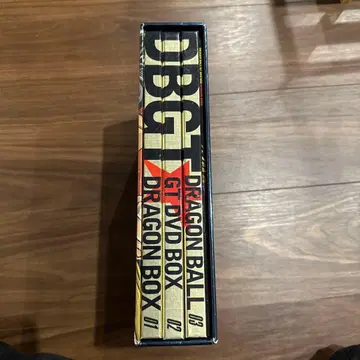 DBGT
DRAGON BALL 03
GT DVD BOX 02
DRAGON BOX 01